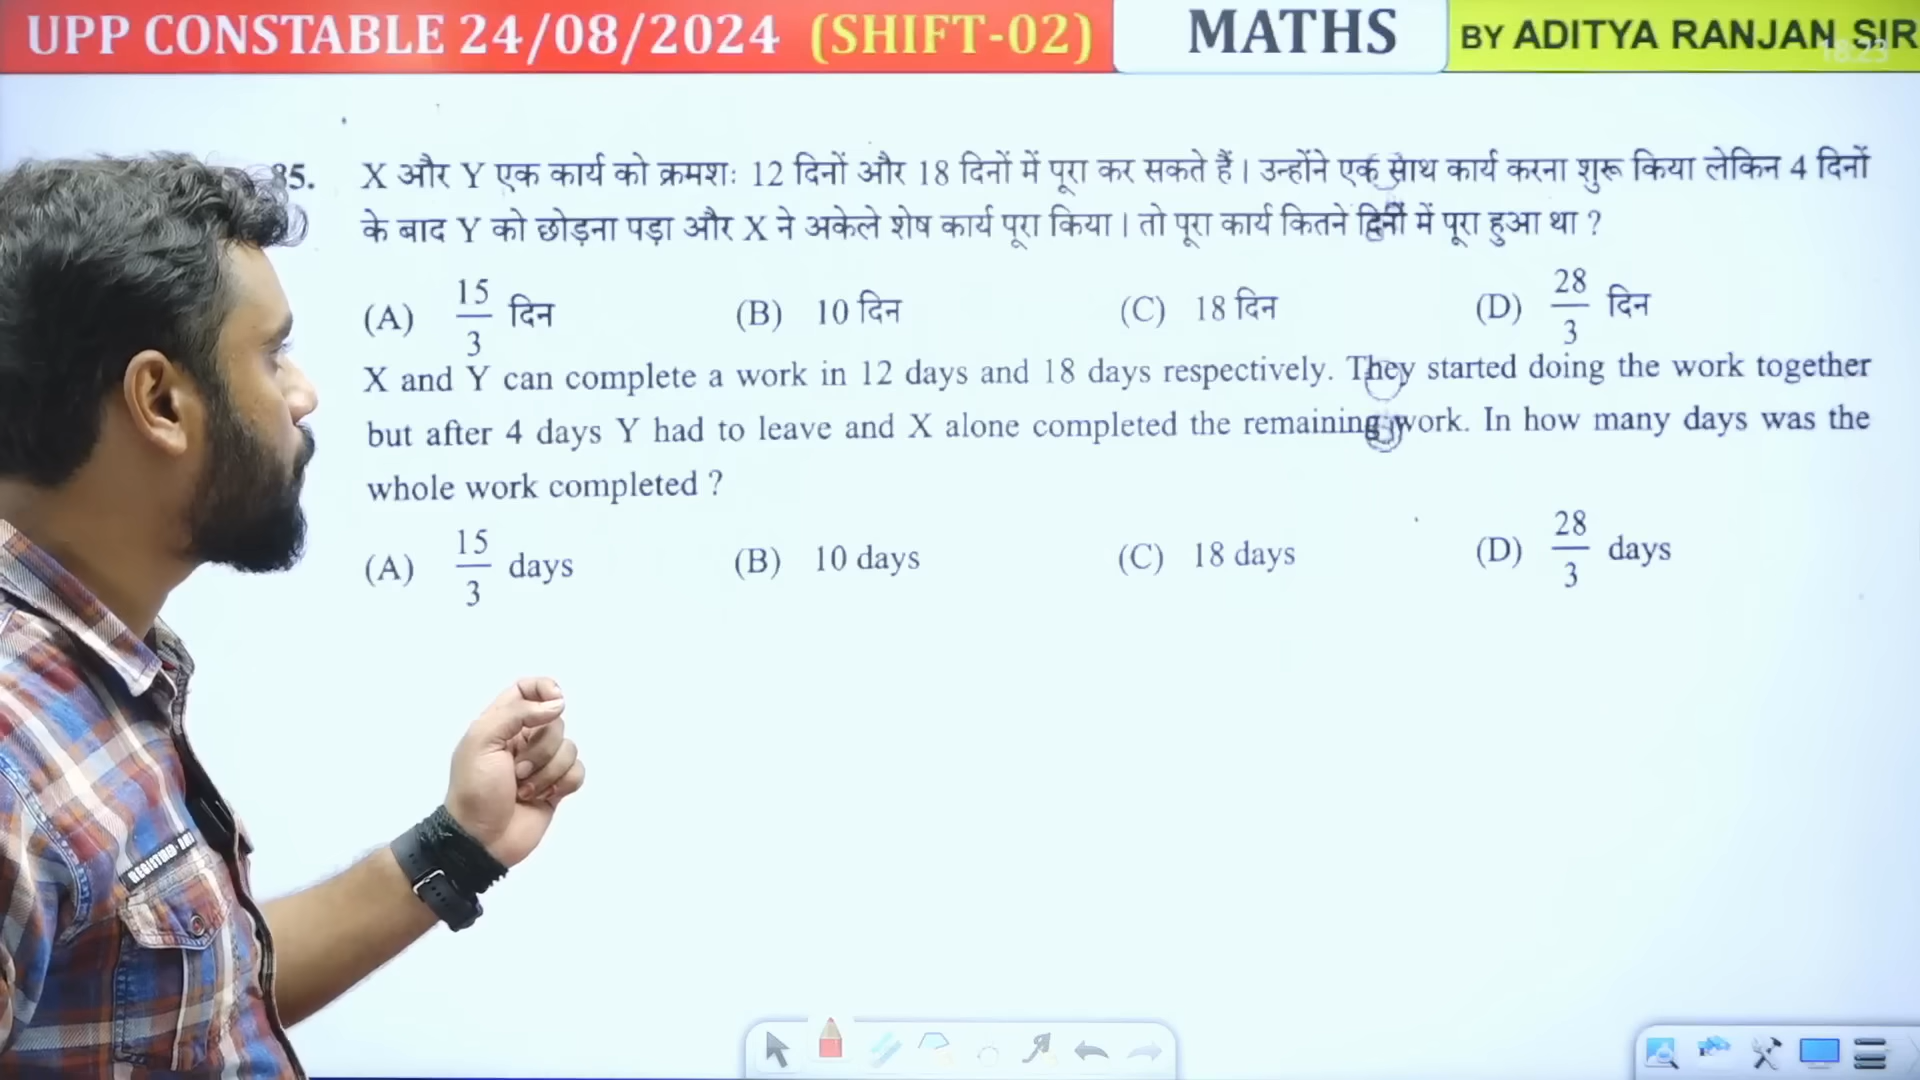 UPP CONSTABLE 24/08/2024 (SHIFT-02) MATHS BY ADITYA RANJAN SIR
18:23
85. X और Y एक कार्य को क्रमशः 12 दिनों और 18 दिनों में पूरा कर सकते हैं। उन्होंने एक साथ कार्य करना शुरू किया लेकिन 4 दिनों
के बाद Y को छोड़ना पड़ा और X ने अकेले शेष कार्य पूरा किया। तो पूरा कार्य कितने दिनों में पूरा हुआ था ?
(A) 15/3 दिन (B) 10 दिन (C) 18 दिन (D) 28/3 दिन
X and Y can complete a work in 12 days and 18 days respectively. They started doing the work together
but after 4 days Y had to leave and X alone completed the remaining work. In how many days was the
whole work completed ?
(A) 15/3 days (B) 10 days (C) 18 days (D) 28/3 days